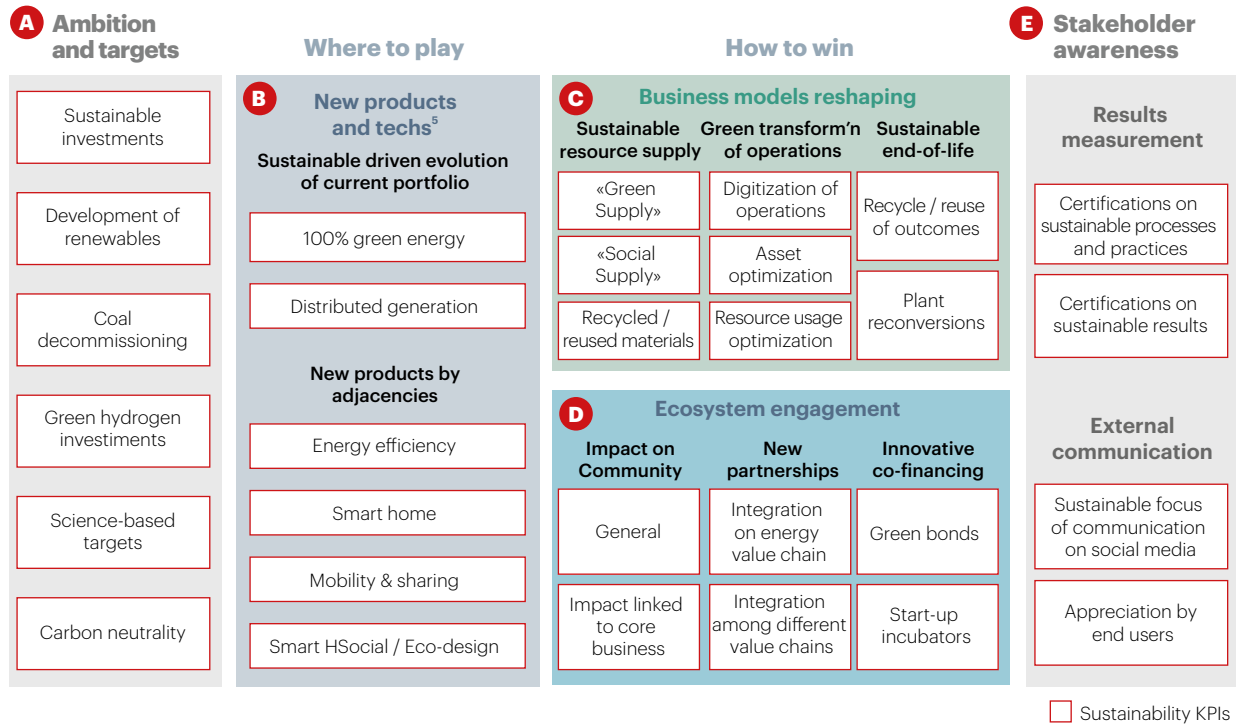 A
Ambition
and targets
Sustainable
investments
Development of
renewables
Coal
decommissioning
Green hydrogen
investiments
Science-based
targets
Carbon neutrality
Where to play
B
New products
and techs5
Sustainable driven evolution
of current portfolio
100% green energy
Distributed generation
New products by
adjacencies
Energy efficiency
Smart home
Mobility & sharing
Smart HSocial / Eco-design
How to win
C
Business models reshaping
Sustainable
resource supply
«Green
Supply»
«Social
Supply»
Recycled /
reused materials
Green transform'n
of operations
Digitization of
operations
Asset
optimization
Resource usage
optimization
Sustainable
end-of-life
Recycle / reuse
of outcomes
Plant
reconversions
D
Ecosystem engagement
Impact on
Community
General
Impact linked
to core
business
New
partnerships
Integration
on energy
value chain
Integration
among different
value chains
Innovative
co-financing
Green bonds
Start-up
incubators
E
Stakeholder
awareness
Results
measurement
Certifications on
sustainable processes
and practices
Certifications on
sustainable results
External
communication
Sustainable focus
of communication
on social media
Appreciation by
end users
Sustainability KPIs